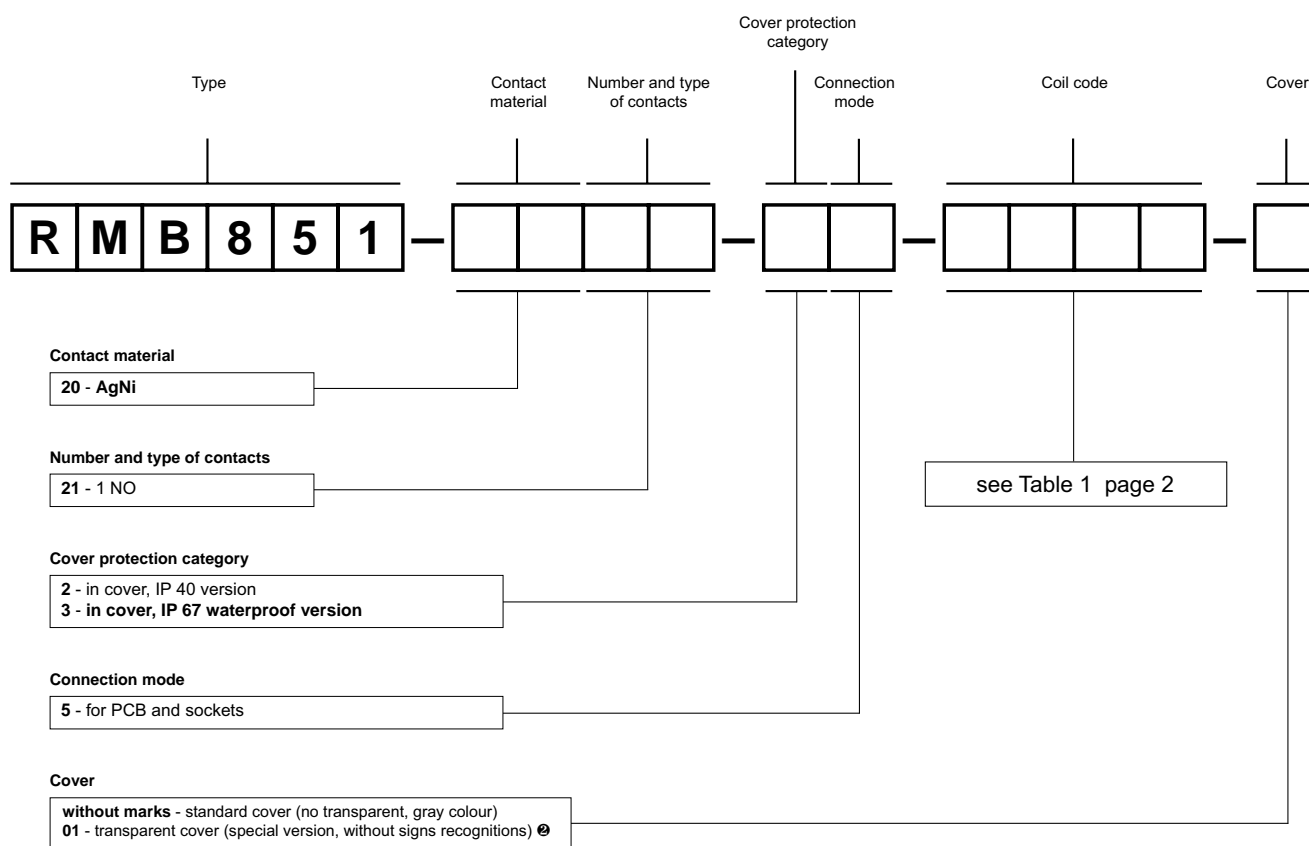 Cover protection
category
Type
Contact
material
Number and type
of contacts
Connection
mode
Coil code
Cover
RMB851 — — — —
Contact material
20 - AgNi
Number and type of contacts
21 - 1 NO
see Table 1 page 2
Cover protection category
2 - in cover, IP 40 version
3 - in cover, IP 67 waterproof version
Connection mode
5 - for PCB and sockets
Cover
without marks - standard cover (no transparent, gray colour)
01 - transparent cover (special version, without signs recognitions) ❷